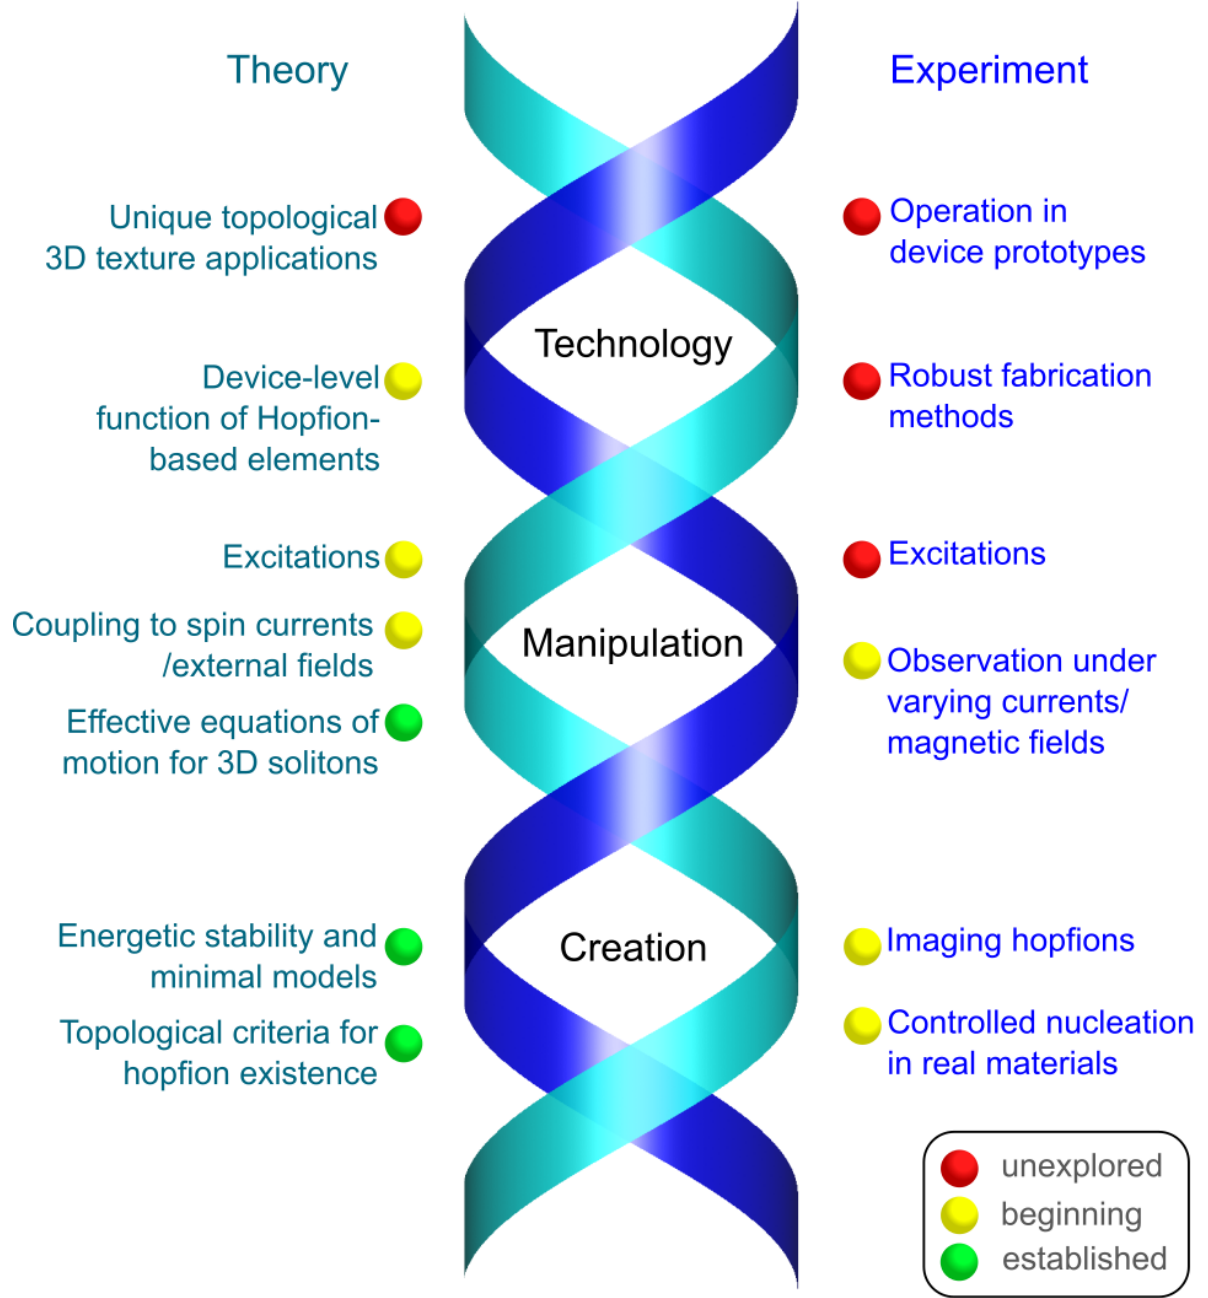 Theory
Experiment
Unique topological
3D texture applications
Operation in
device prototypes
Technology
Device-level
function of Hopfion-
based elements
Robust fabrication
methods
Excitations
Excitations
Coupling to spin currents
/external fields
Manipulation
Observation under
varying currents/
magnetic fields
Effective equations of
motion for 3D solitons
Energetic stability and
minimal models
Creation
Imaging hopfions
Topological criteria for
hopfion existence
Controlled nucleation
in real materials
unexplored
beginning
established